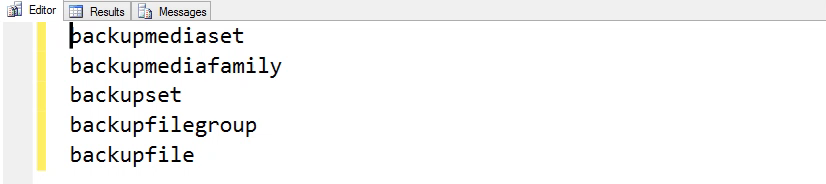 Editor Results Messages
backupmediaset
backupmediafamily
backupset
backupfilegroup
backupfile